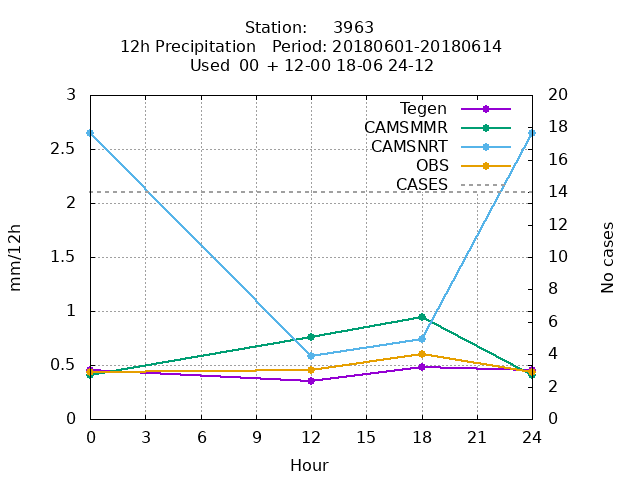 Station: 3963
12h Precipitation Period: 20180601-20180614
Used 00 + 12-00 18-06 24-12
3
2.5
2
1.5
1
0.5
0
mm/12h
20
18
16
14
12
10
8
6
4
2
0
No cases
Tegen
CAMSMMR
CAMSNRT
OBS
CASES
0 3 6 9 12 15 18 21 24
Hour